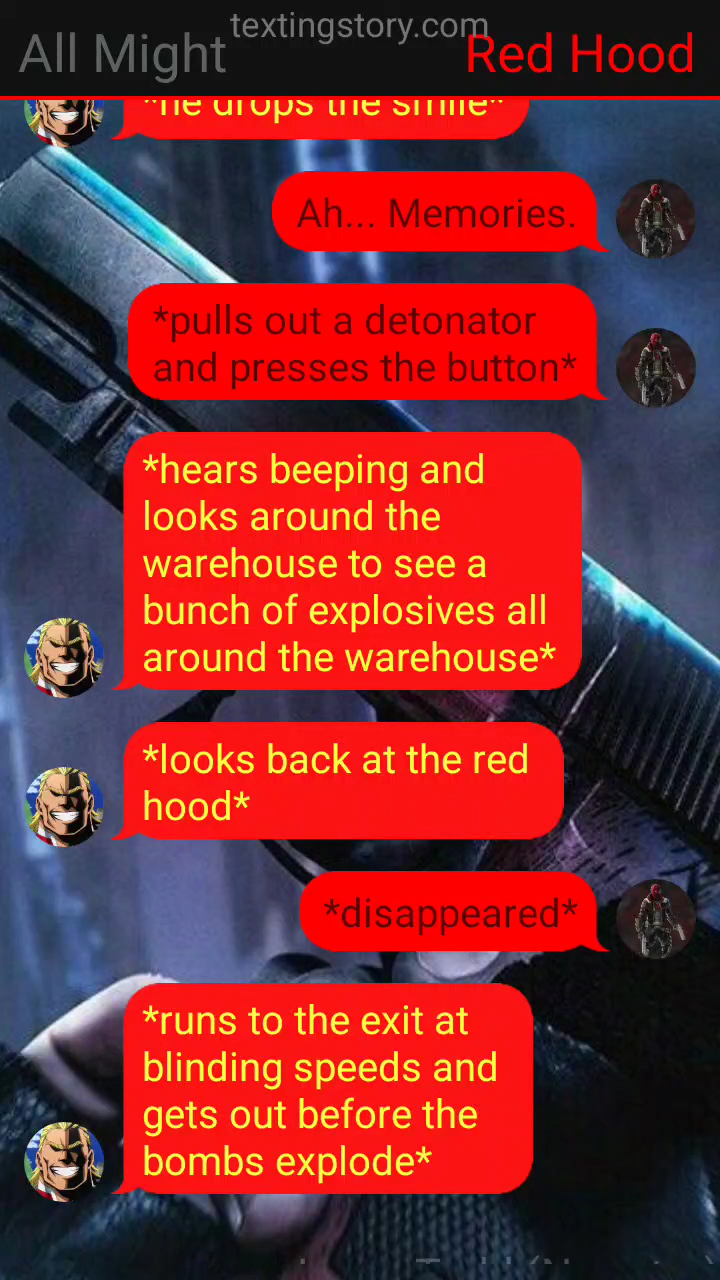 textingstory.com
All Might
Red Hood
*he drops the smile*
Ah... Memories.
*pulls out a detonator
and presses the button*
*hears beeping and
looks around the
warehouse to see a
bunch of explosives all
around the warehouse*
*looks back at the red
hood*
*disappeared*
*runs to the exit at
blinding speeds and
gets out before the
bombs explode*